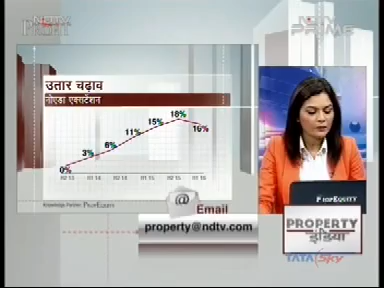 NDTV
PROFIT
NDTV
PRIME
उतार चढ़ाव
नोएडा एक्सटेंशन
18%
15%
16%
11%
6%
3%
0%
Knowledge Partner: PROPEQUITY
PROPEQUITY
@
Email
property@ndtv.com
PROPERTY
इंडिया
TATA Sky